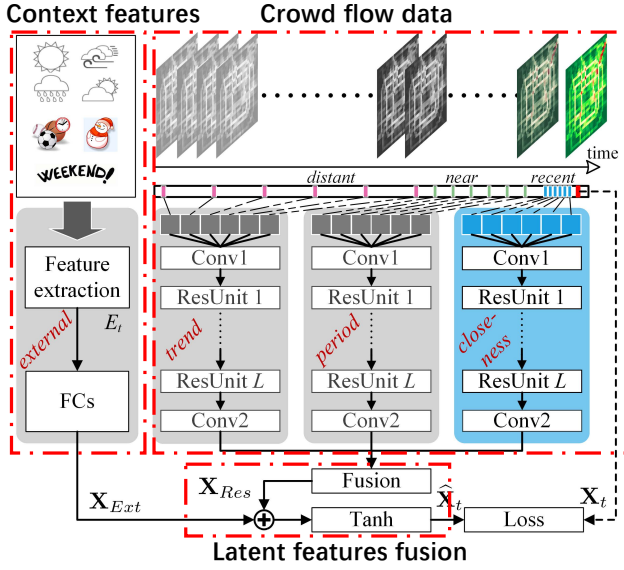 Context features
Crowd flow data
WEEKEND!
time
distant
near
recent
Feature
extraction
external
E_t
FCs
Conv1
ResUnit 1
trend
ResUnit L
Conv2
Conv1
ResUnit 1
period
ResUnit L
Conv2
Conv1
ResUnit 1
close-
ness
ResUnit L
Conv2
X_Ext
X_Res
Fusion
Tanh
X̂_t
Loss
X_t
Latent features fusion